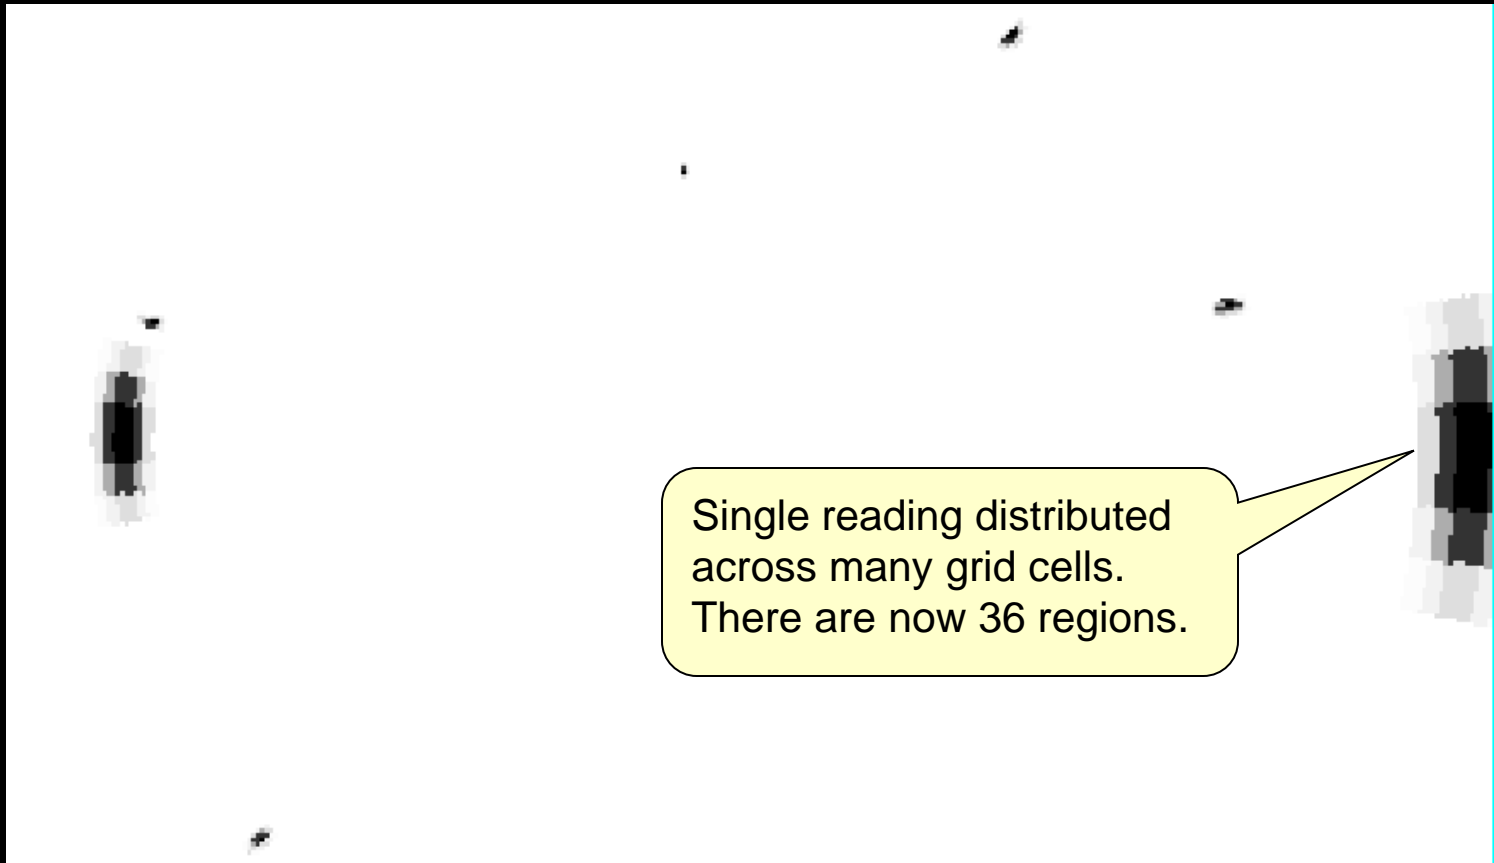 Single reading distributed
across many grid cells.
There are now 36 regions.